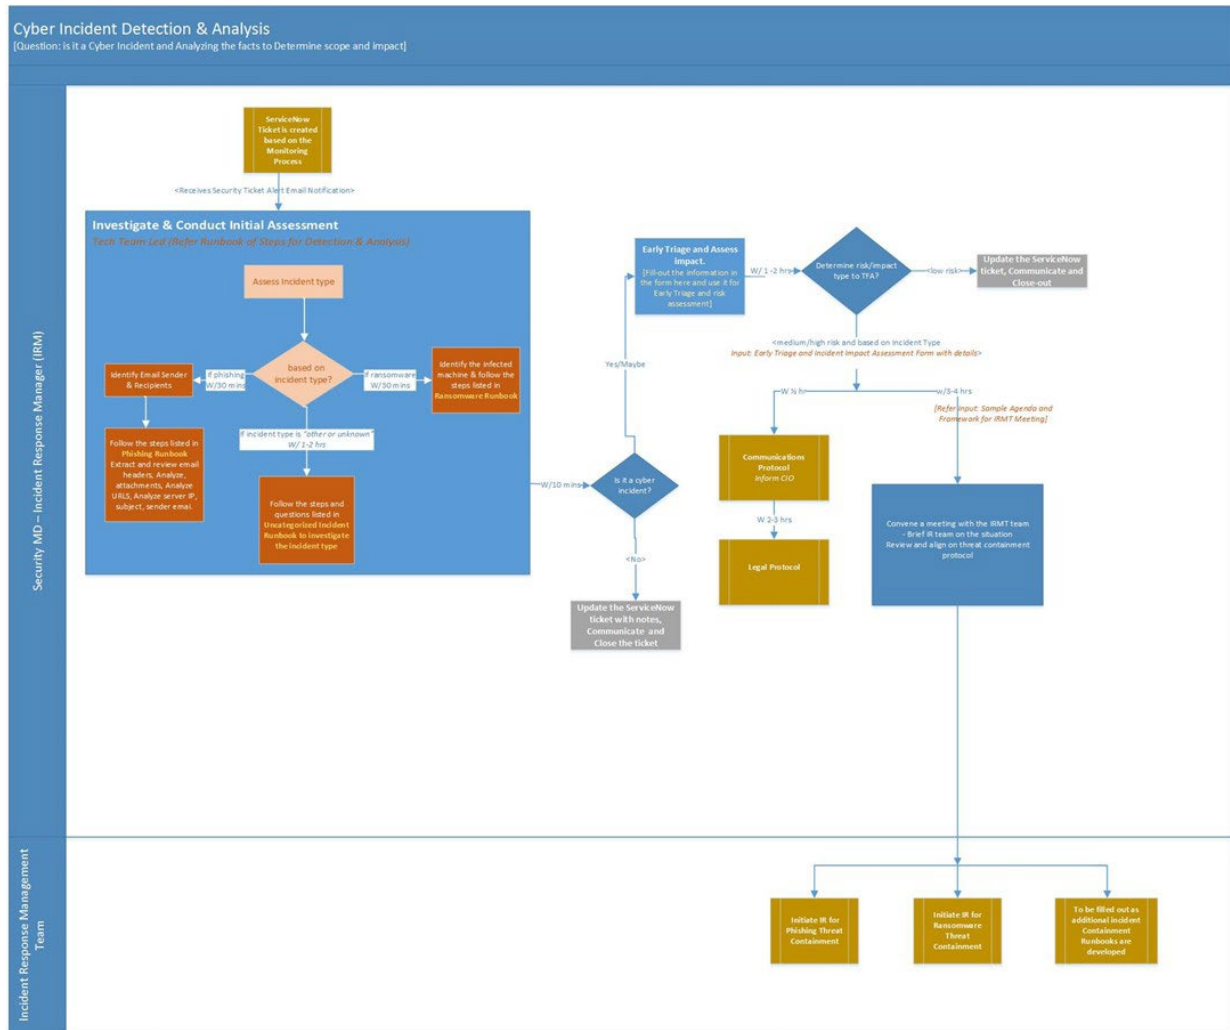 Cyber Incident Detection & Analysis
[Question: is it a Cyber Incident and Analyzing the facts to Determine scope and impact]
Security MD – Incident Response Manager (IRM)
ServiceNow
Ticket is created
based on the
Monitoring
Process
<Receives Security Ticket Alert Email Notification>
Investigate & Conduct Initial Assessment
Tech Team Led (Refer Runbook of Steps for Detection & Analysis)
Assess Incident type
based on
incident type?
If phishing
W/30 mins
If ransomware
W/30 mins
Identify Email Sender
& Recipients
Identify the infected
machine & follow the
steps listed in
Ransomware Runbook
Follow the steps listed in
Phishing Runbook
Extract and review email
headers, Analyze,
attachments, Analyze
URLS, Analyze server IP,
subject, sender emai.
If incident type is "other or unknown"
W/ 1-2 hrs
Follow the steps and
questions listed in
Uncategorized Incident
Runbook to investigate
the incident type
W/10 mins
Is it a cyber
incident?
Yes/Maybe
<No>
Update the ServiceNow
ticket with notes,
Communicate and
Close the ticket
Early Triage and Assess
impact.
[Fill-out the information in
the form here and use it for
Early Triage and risk
assessment]
W/ 1 -2 hrs
Determine risk/impact
type to TFA?
<low risk>
Update the ServiceNow
ticket, Communicate and
Close-out
<medium/high risk and based on Incident Type
Input: Early Triage and Incident Impact Assessment Form with details>
W ½ hr
w/3-4 hrs
[Refer Input: Sample Agenda and
Framework for IRMT Meeting]
Communications
Protocol
Inform CIO
W 2-3 hrs
Legal Protocol
Convene a meeting with the IRMT team
- Brief IR team on the situation
Review and align on threat containment
protocol
Incident Response Management
Team
Initiate IR for
Phishing Threat
Containment
Initiate IR for
Ransomware
Threat
Containment
To be filled out as
additional incident
Containment
Runbooks are
developed